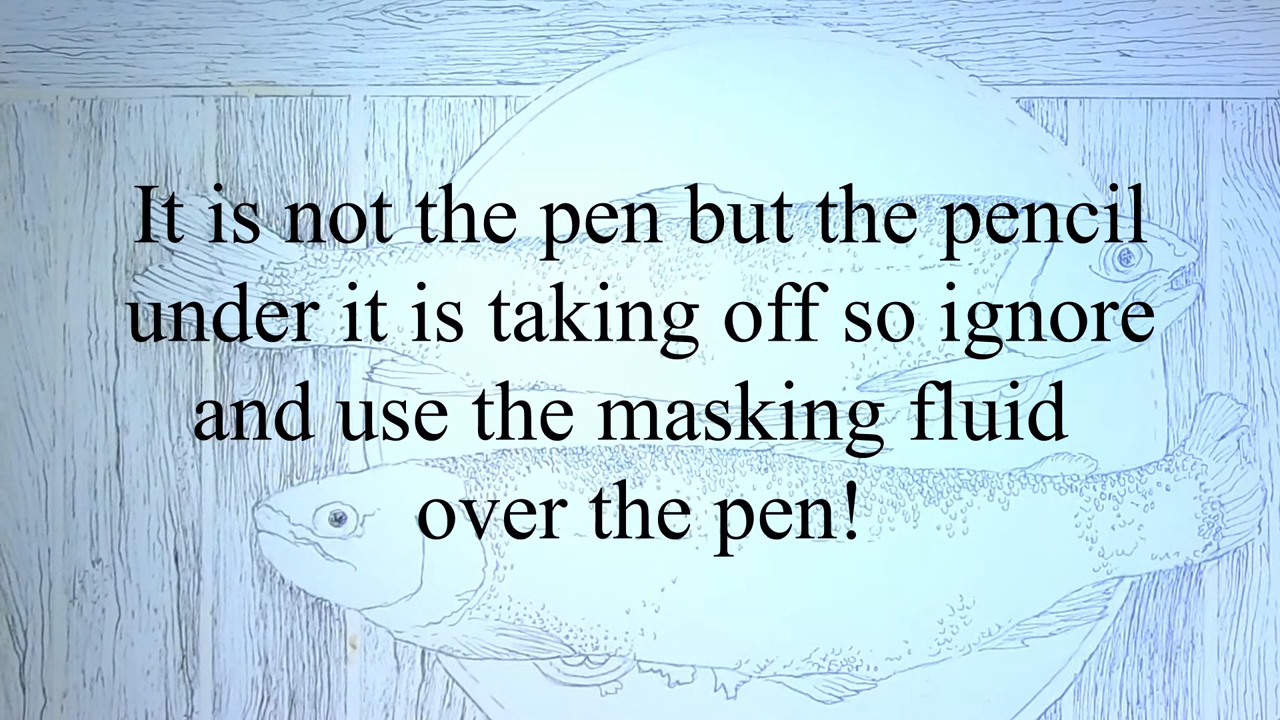 It is not the pen but the pencil
under it is taking off so ignore
and use the masking fluid
over the pen!